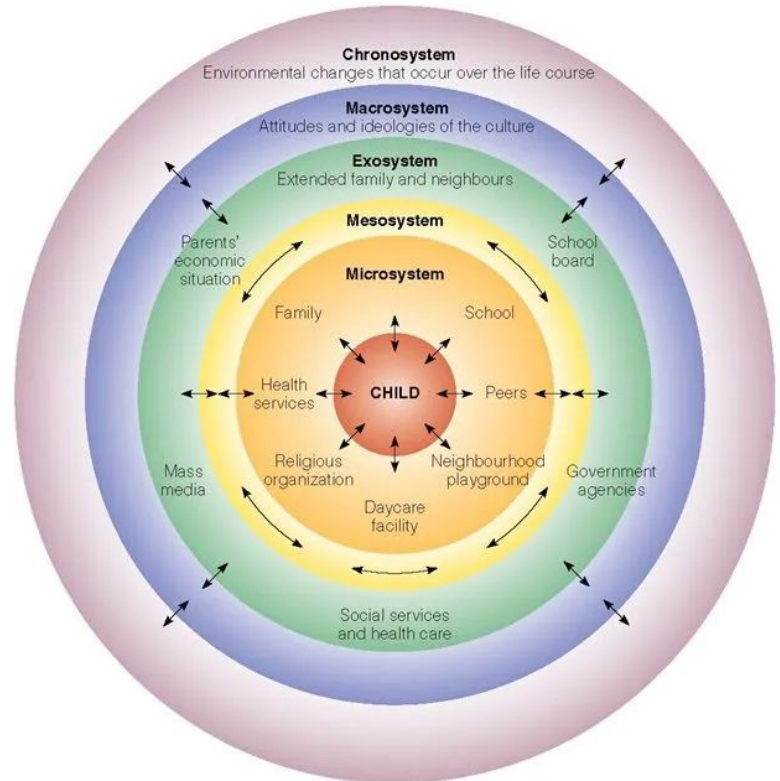 Chronosystem
Environmental changes that occur over the life course
Macrosystem
Attitudes and ideologies of the culture
Exosystem
Extended family and neighbours
Mesosystem
Parents'
economic
situation
School
board
Microsystem
Family
School
Health
services
CHILD
Peers
Religious
organization
Neighbourhood
playground
Mass
media
Government
agencies
Daycare
facility
Social services
and health care